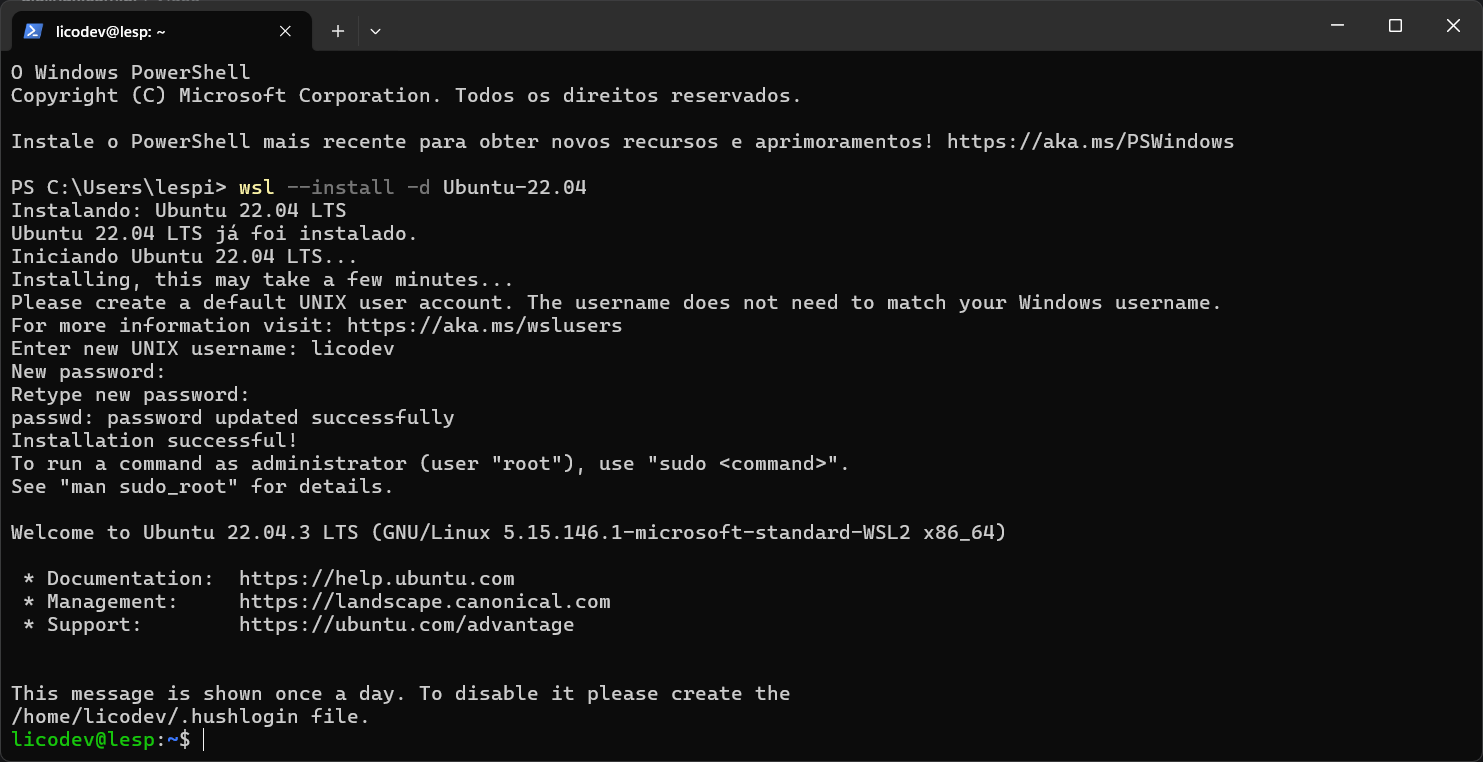 licodev@lesp: ~
O Windows PowerShell
Copyright (C) Microsoft Corporation. Todos os direitos reservados.
Instale o PowerShell mais recente para obter novos recursos e aprimoramentos! https://aka.ms/PSWindows
PS C:\Users\lespi> wsl --install -d Ubuntu-22.04
Instalando: Ubuntu 22.04 LTS
Ubuntu 22.04 LTS já foi instalado.
Iniciando Ubuntu 22.04 LTS...
Installing, this may take a few minutes...
Please create a default UNIX user account. The username does not need to match your Windows username.
For more information visit: https://aka.ms/wslusers
Enter new UNIX username: licodev
New password:
Retype new password:
passwd: password updated successfully
Installation successful!
To run a command as administrator (user "root"), use "sudo <command>".
See "man sudo_root" for details.
Welcome to Ubuntu 22.04.3 LTS (GNU/Linux 5.15.146.1-microsoft-standard-WSL2 x86_64)
* Documentation:  https://help.ubuntu.com
* Management:     https://landscape.canonical.com
* Support:        https://ubuntu.com/advantage
This message is shown once a day. To disable it please create the
/home/licodev/.hushlogin file.
licodev@lesp:~$